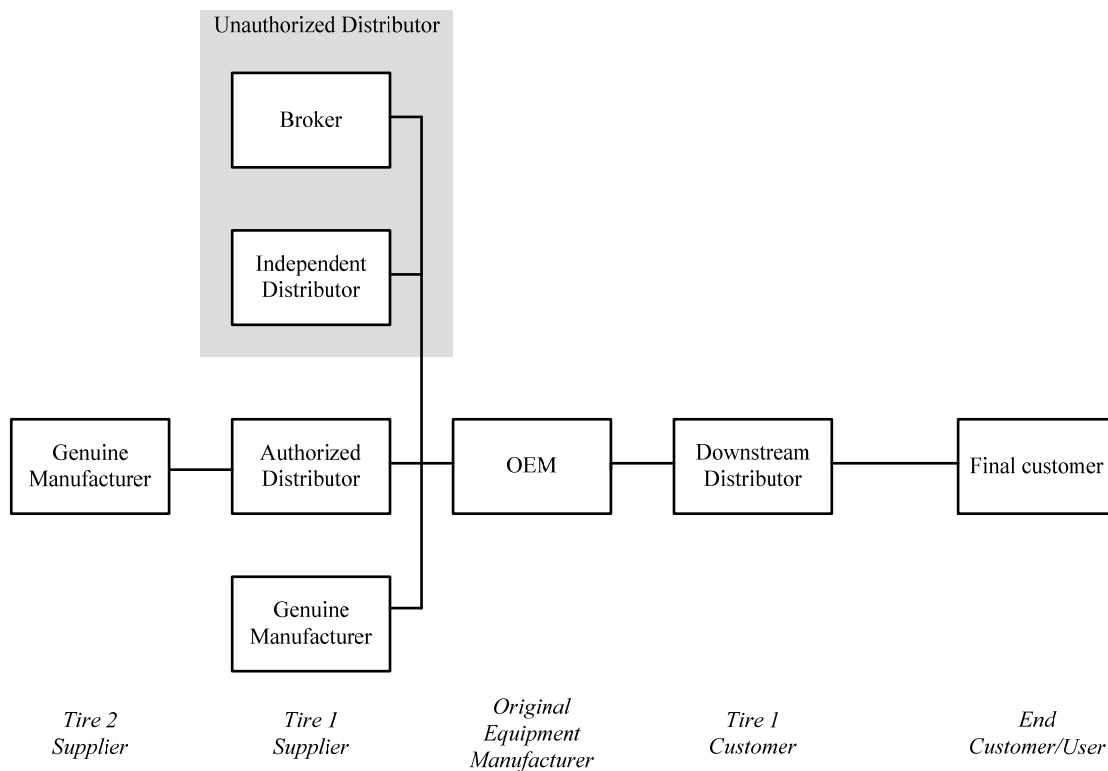 Unauthorized Distributor
Broker
Independent
Distributor
Genuine
Manufacturer
Authorized
Distributor
OEM
Downstream
Distributor
Final customer
Genuine
Manufacturer
Tire 2
Supplier
Tire 1
Supplier
Original
Equipment
Manufacturer
Tire 1
Customer
End
Customer/User